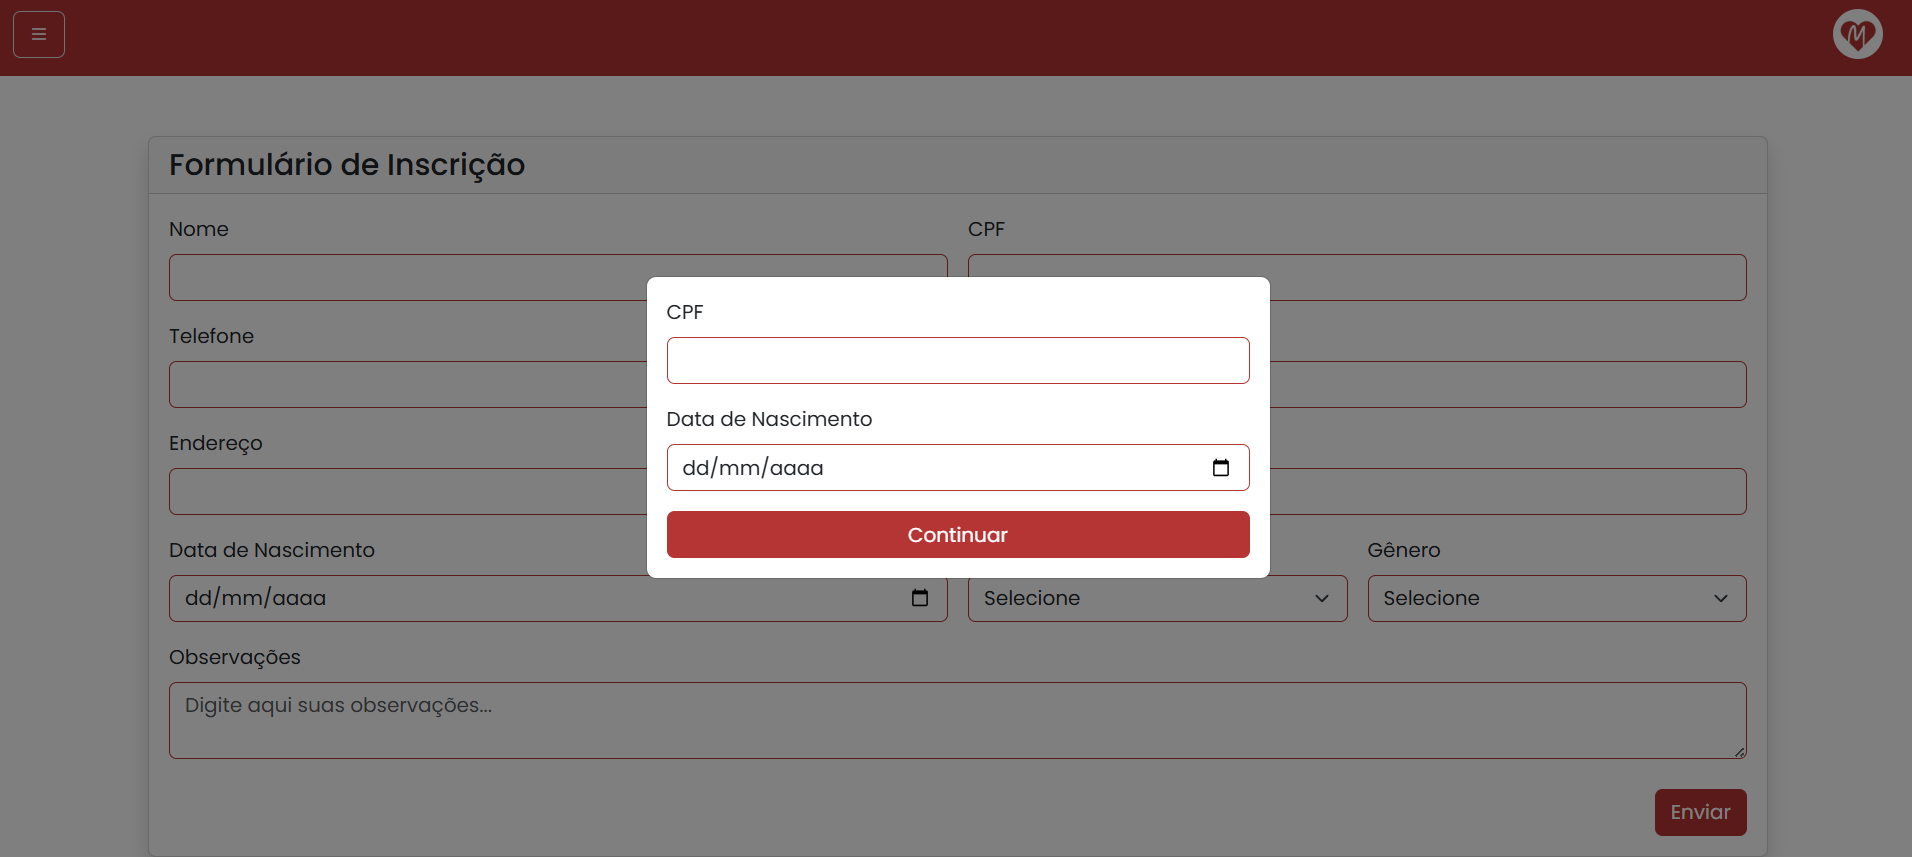 M
Formulário de Inscrição
Nome
CPF
CPF
Telefone
Data de Nascimento
dd/mm/aaaa
Endereço
Continuar
Data de Nascimento
Gênero
dd/mm/aaaa
Selecione
Selecione
Observações
Digite aqui suas observações...
Enviar